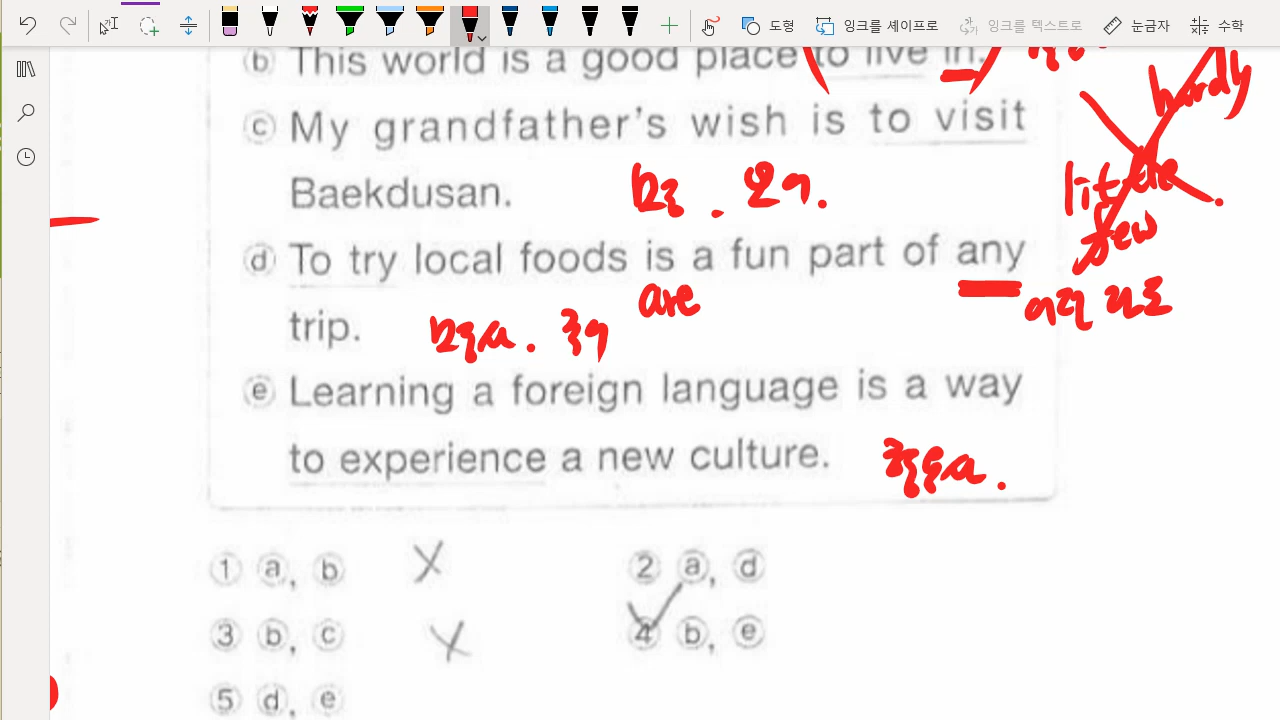 도형 잉크를 셰이프로 잉크를 텍스트로 눈금자 수학
ⓑ This world is a good place to live in.
hardly
ⓒ My grandfather's wish is to visit
Baekdusan.
little
few
ⓓ To try local foods is a fun part of any
are
trip.
ⓔ Learning a foreign language is a way
to experience a new culture.
① ⓐ, ⓑ X ② ⓐ, ⓓ
③ ⓑ, ⓒ X ④ ⓑ, ⓔ
⑤ ⓓ, ⓔ